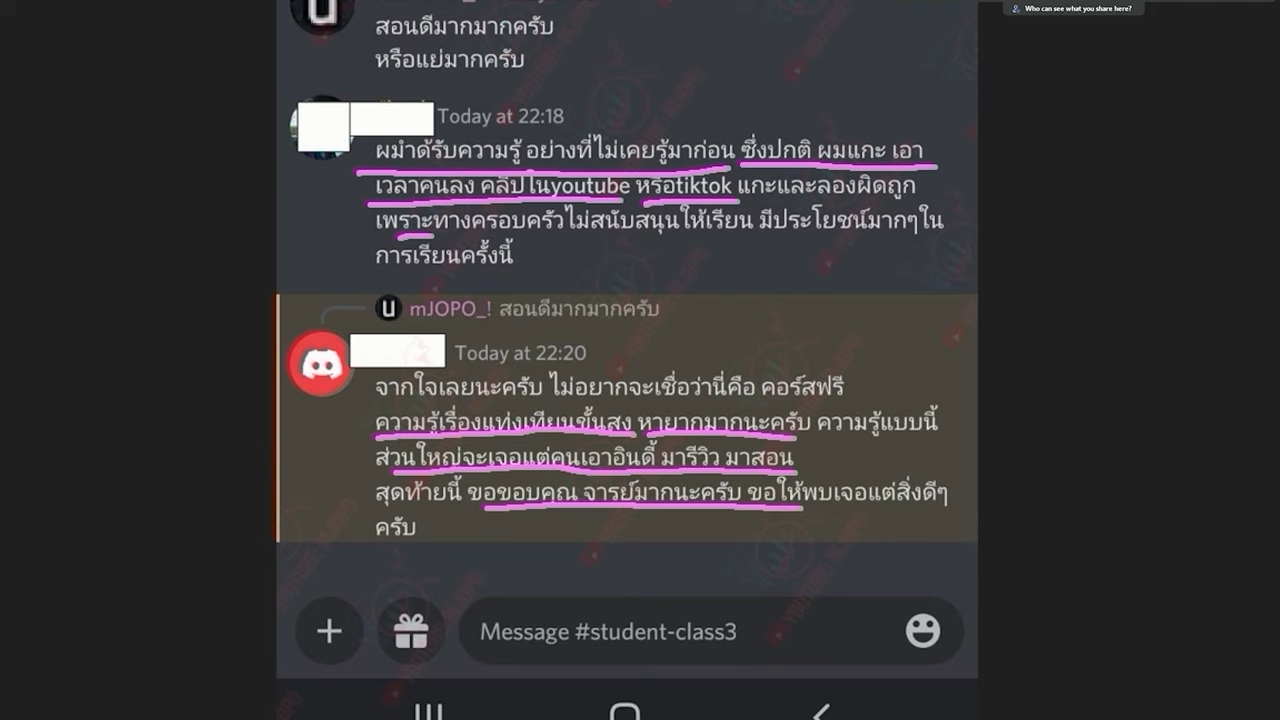 Who can see what you share here?
สอนดีมากมากครับ
หรือแย่มากครับ
Today at 22:18
ผมำด้รับความรู้ อย่างที่ไม่เคยรู้มาก่อน ซึ่งปกติ ผมแกะ เอา
เวลาคนลง คลิปในyoutube หรือtiktok แกะและลองผิดถูก
เพราะทางครอบครัวไม่สนับสนุนให้เรียน มีประโยชน์มากๆใน
การเรียนครั้งนี้
mJOPO_! สอนดีมากมากครับ
Today at 22:20
จากใจเลยนะครับ ไม่อยากจะเชื่อว่านี่คือ คอร์สฟรี
ความรู้เรื่องแท่งเทียนขั้นสูง หายากมากนะครับ ความรู้แบบนี้
ส่วนใหญ่จะเจอแต่คนเอาอินดี้ มารีวิว มาสอน
สุดท้ายนี้ ขอขอบคุณ จารย์มากนะครับ ขอให้พบเจอแต่สิ่งดีๆ
ครับ
Message #student-class3